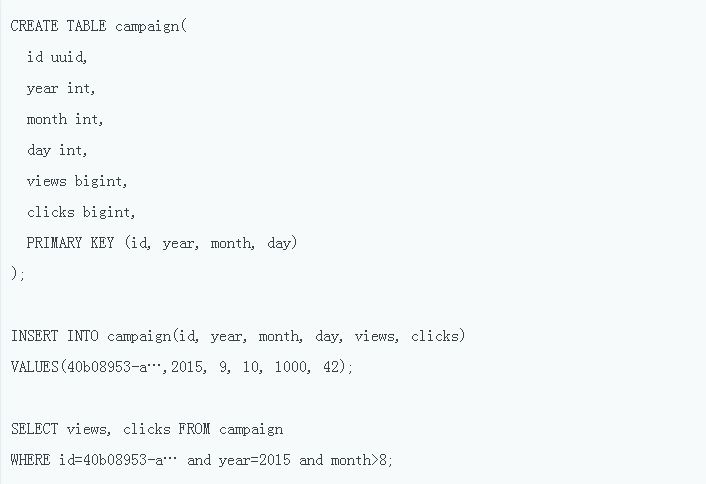 CREATE TABLE campaign(
id uuid,
year int,
month int,
day int,
views bigint,
clicks bigint,
PRIMARY KEY (id, year, month, day)
);
INSERT INTO campaign(id, year, month, day, views, clicks)
VALUES(40b08953-a…,2015, 9, 10, 1000, 42);
SELECT views, clicks FROM campaign
WHERE id=40b08953-a… and year=2015 and month>8;